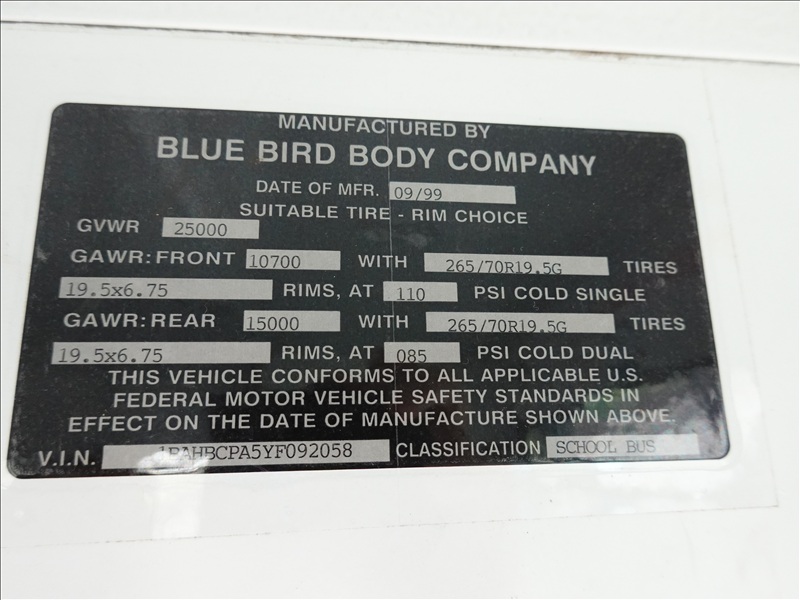 MANUFACTURED BY
BLUE BIRD BODY COMPANY
DATE OF MFR. 09/99
SUITABLE TIRE - RIM CHOICE
GVWR 25000
GAWR: FRONT 10700 WITH 265/70R19.5G TIRES
19.5x6.75 RIMS, AT 110 PSI COLD SINGLE
GAWR: REAR 15000 WITH 265/70R19.5G TIRES
19.5x6.75 RIMS, AT 085 PSI COLD DUAL
THIS VEHICLE CONFORMS TO ALL APPLICABLE U.S.
FEDERAL MOTOR VEHICLE SAFETY STANDARDS IN
EFFECT ON THE DATE OF MANUFACTURE SHOWN ABOVE.
V.I.N. 1BAHBCPA5YF092058 CLASSIFICATION SCHOOL BUS